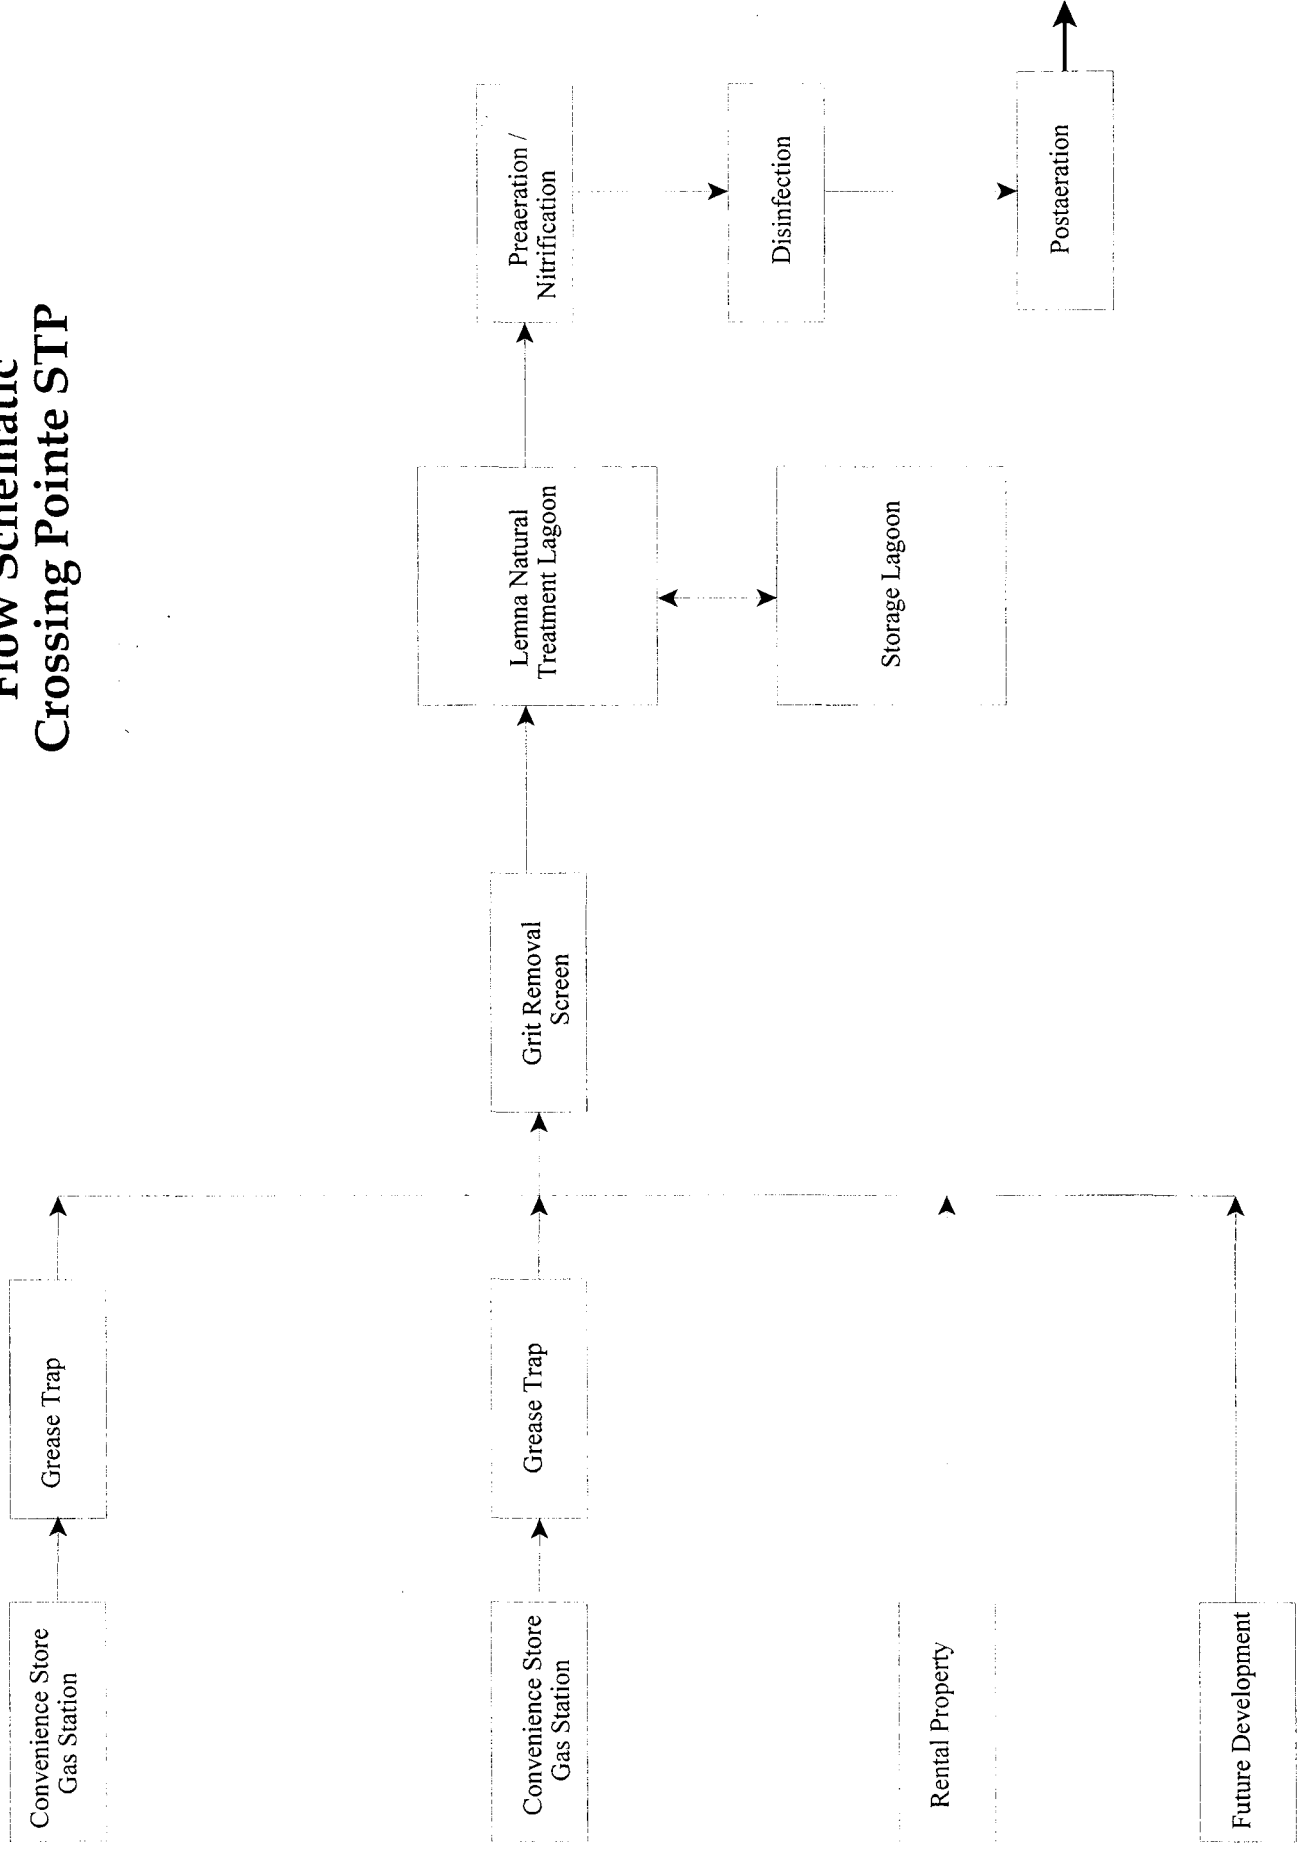 Flow Schematic
Crossing Pointe STP
Convenience Store
Gas Station
Grease Trap
Convenience Store
Gas Station
Grease Trap
Grit Removal
Screen
Lemna Natural
Treatment Lagoon
Preaeration /
Nitrification
Storage Lagoon
Disinfection
Postaeration
Rental Property
Future Development